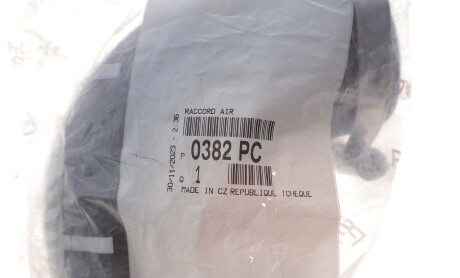 RACCORD AIR
30/11/2023 - 2:36
P 0382 PC
Q 1
MADE IN CZ REPUBLIQUE TCHEQUE